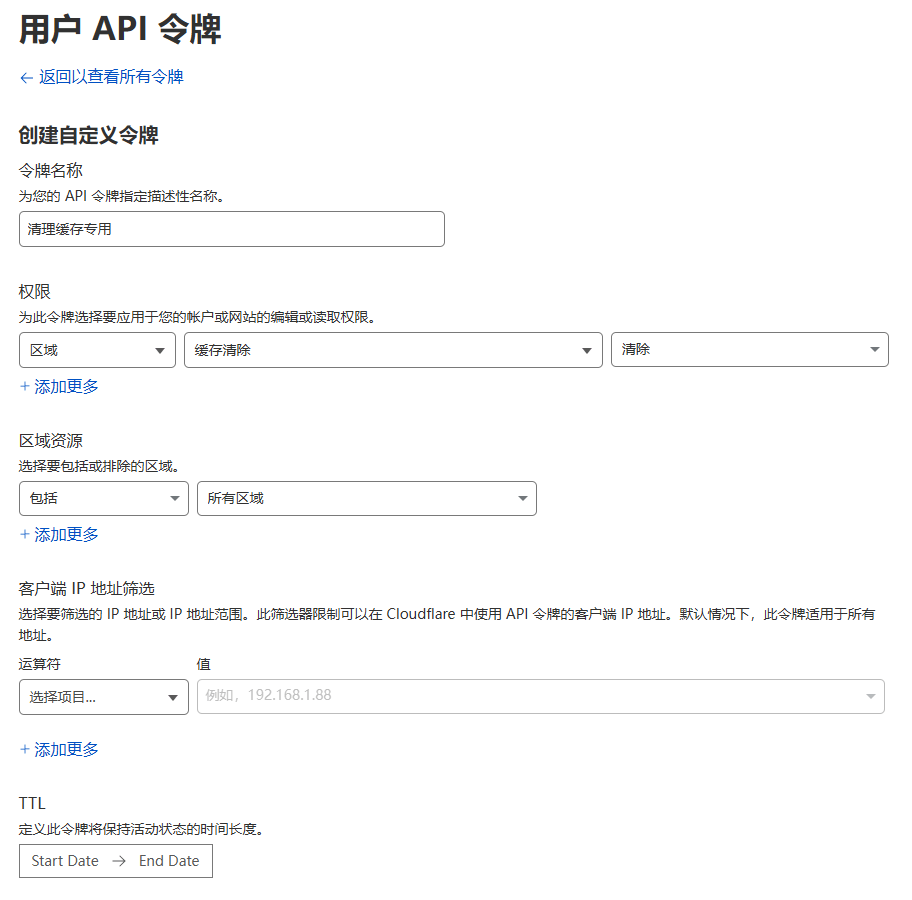 用户 API 令牌
← 返回以查看所有令牌
创建自定义令牌
令牌名称
为您的 API 令牌指定描述性名称。
清理缓存专用
权限
为此令牌选择要应用于您的帐户或网站的编辑或读取权限。
区域 缓存清除 清除
+ 添加更多
区域资源
选择要包括或排除的区域。
包括 所有区域
+ 添加更多
客户端 IP 地址筛选
选择要筛选的 IP 地址或 IP 地址范围。此筛选器限制可以在 Cloudflare 中使用 API 令牌的客户端 IP 地址。默认情况下，此令牌适用于所有
地址。
运算符 值
选择项目... 例如，192.168.1.88
+ 添加更多
TTL
定义此令牌将保持活动状态的时间长度。
Start Date → End Date